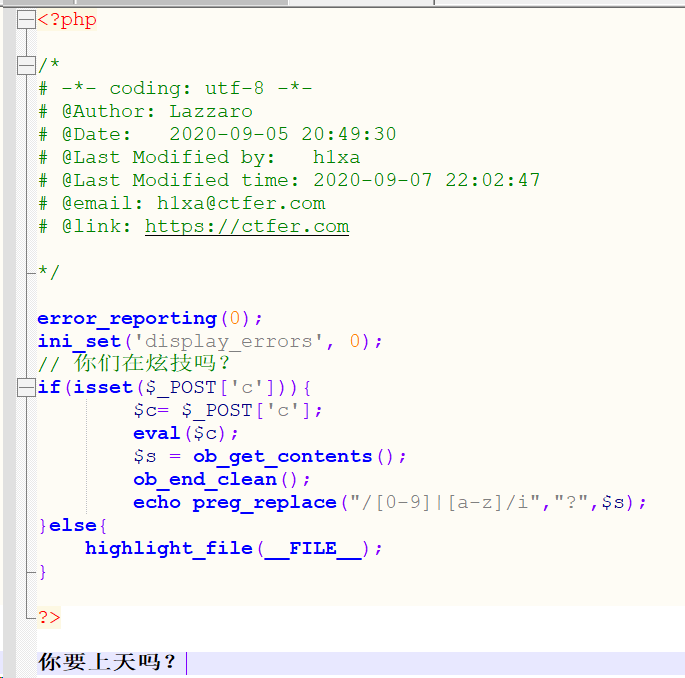 <?php
/*
# -*- coding: utf-8 -*-
# @Author: Lazzaro
# @Date:   2020-09-05 20:49:30
# @Last Modified by:   h1xa
# @Last Modified time: 2020-09-07 22:02:47
# @email: h1xa@ctfer.com
# @link: https://ctfer.com
*/
error_reporting(0);
ini_set('display_errors', 0);
// 你们在炫技吗？
if(isset($_POST['c'])){
        $c= $_POST['c'];
        eval($c);
        $s = ob_get_contents();
        ob_end_clean();
        echo preg_replace("/[0-9]|[a-z]/i","?",$s);
}else{
    highlight_file(__FILE__);
}
?>
你要上天吗？